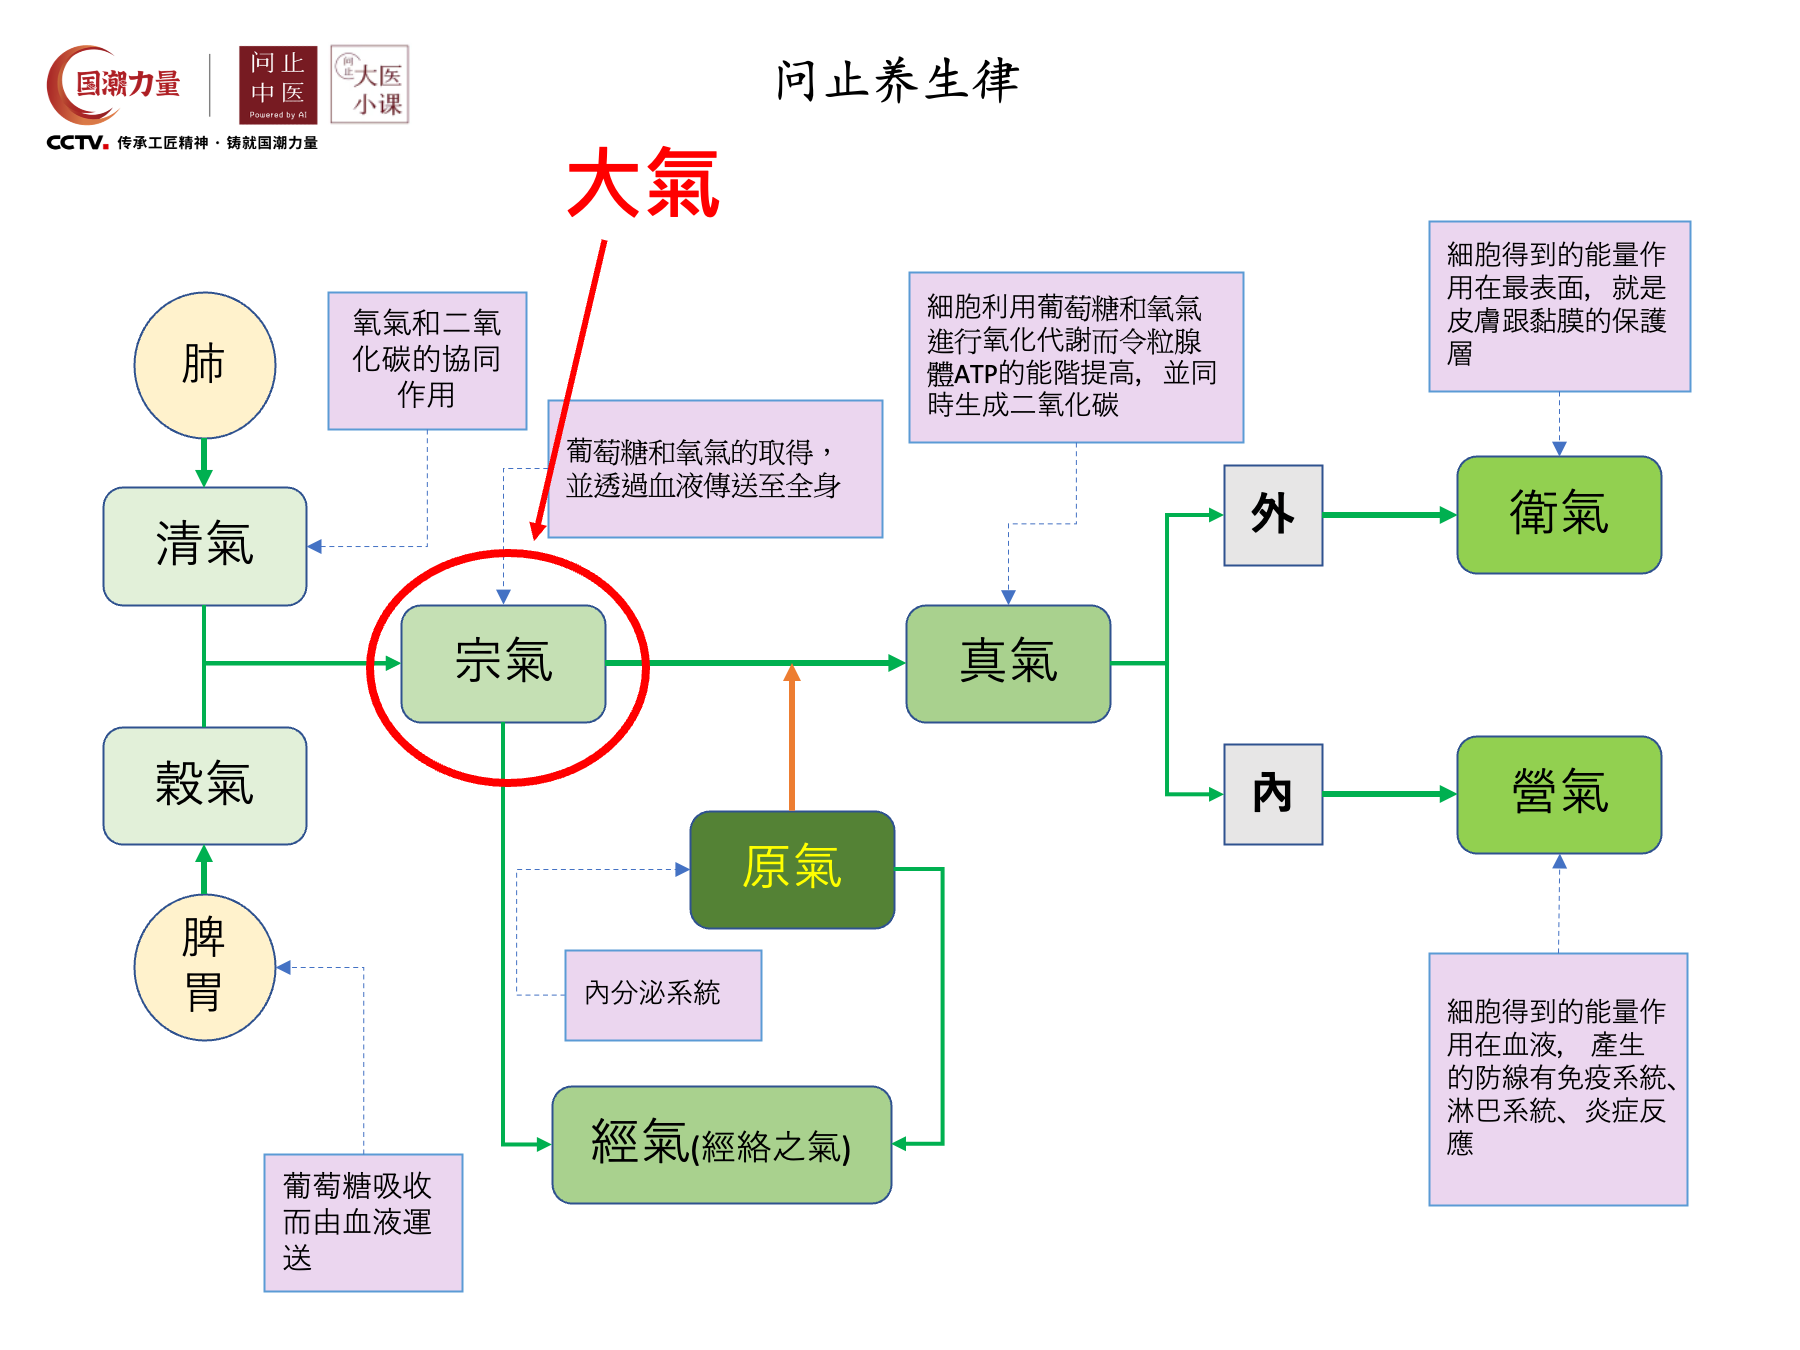 国潮力量
问止
中医
Powered by AI
问止
大医
小课
CCTV. 传承工匠精神 · 铸就国潮力量
问止养生律
大氣
肺
氧氣和二氧
化碳的協同
作用
葡萄糖和氧氣的取得，
並透過血液傳送至全身
細胞利用葡萄糖和氧氣
進行氧化代謝而令粒腺
體ATP的能階提高，並同
時生成二氧化碳
細胞得到的能量作
用在最表面，就是
皮膚跟黏膜的保護
層
清氣
外
衛氣
宗氣
真氣
穀氣
內
營氣
原氣
脾
胃
內分泌系統
細胞得到的能量作
用在血液， 產生
的防線有免疫系統、
淋巴系統、炎症反
應
經氣(經絡之氣)
葡萄糖吸收
而由血液運
送